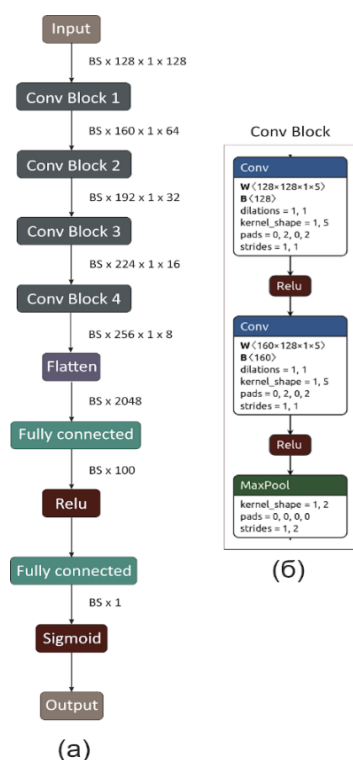 Input
BS x 128 x 1 x 128
Conv Block 1
BS x 160 x 1 x 64
Conv Block 2
BS x 192 x 1 x 32
Conv Block 3
BS x 224 x 1 x 16
Conv Block 4
BS x 256 x 1 x 8
Flatten
BS x 2048
Fully connected
BS x 100
Relu
Fully connected
BS x 1
Sigmoid
Output
(a)
Conv Block
Conv
W⟨128×128×1×5⟩
B⟨128⟩
dilations = 1, 1
kernel_shape = 1, 5
pads = 0, 2, 0, 2
strides = 1, 1
Relu
Conv
W⟨160×128×1×5⟩
B⟨160⟩
dilations = 1, 1
kernel_shape = 1, 5
pads = 0, 2, 0, 2
strides = 1, 1
Relu
MaxPool
kernel_shape = 1, 2
pads = 0, 0, 0, 0
strides = 1, 2
(б)